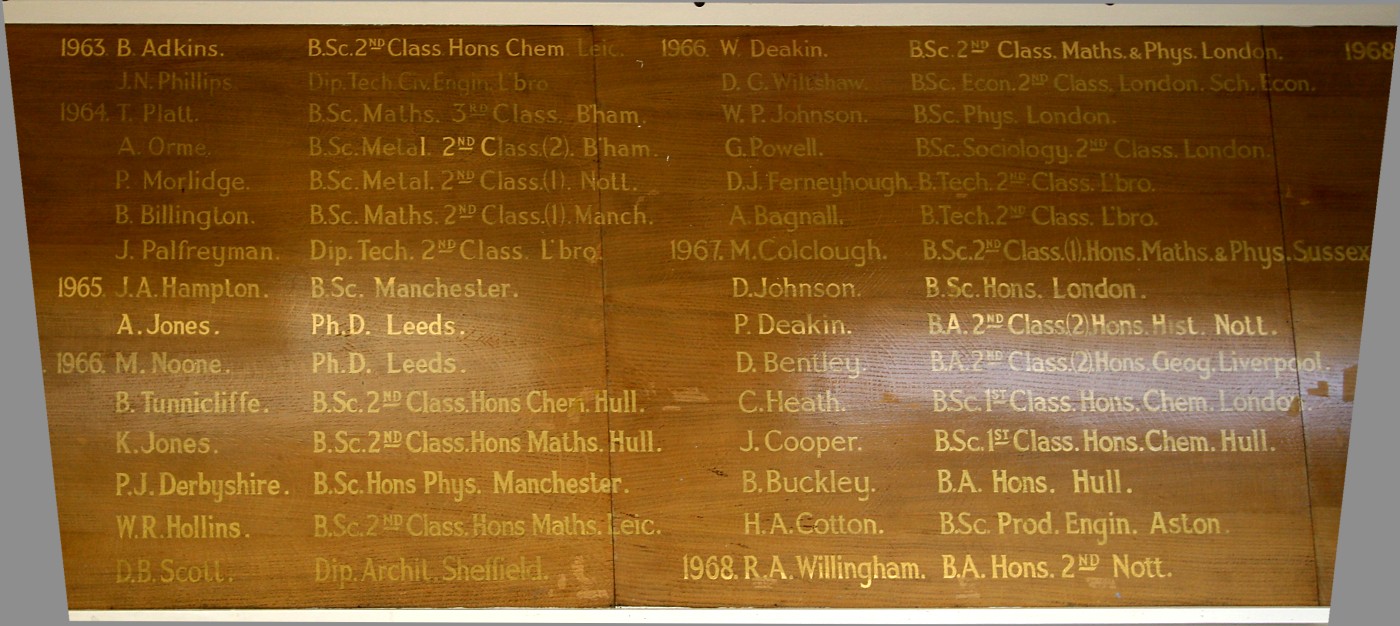 1963. B. Adkins. B.Sc. 2ND Class Hons Chem. Leic.
J.N. Phillips. Dip. Tech. Civ. Engin. L'bro
1964. T. Platt. B.Sc. Maths. 3RD Class. B'ham.
A. Orme. B.Sc. Metal. 2ND Class.(2). B'ham.
P. Morlidge. B.Sc. Metal. 2ND Class.(1). Nott.
B. Billington. B.Sc. Maths. 2ND Class.(1). Manch.
J. Palfreyman. Dip. Tech. 2ND Class. L'bro.
1965. J.A. Hampton. B.Sc. Manchester.
A. Jones. Ph.D. Leeds.
1966. M. Noone. Ph.D. Leeds.
B. Tunnicliffe. B.Sc. 2ND Class. Hons Chem. Hull.
K. Jones. B.Sc. 2ND Class. Hons Maths. Hull.
P.J. Derbyshire. B.Sc. Hons Phys. Manchester.
W.R. Hollins. B.Sc. 2ND Class. Hons Maths. Leic.
D.B. Scott. Dip. Archit. Sheffield.
1966. W. Deakin. B.Sc. 2ND Class. Maths. & Phys. London.
D. G. Wiltshaw. B.Sc. Econ. 2ND Class. London. Sch. Econ.
W. P. Johnson. B.Sc. Phys. London.
G. Powell. B.Sc. Sociology. 2ND Class. London.
D.J. Ferneyhough. B.Tech. 2ND Class. L'bro.
A. Bagnall. B.Tech. 2ND Class. L'bro.
1967. M. Colclough. B.Sc. 2ND Class.(1). Hons. Maths. & Phys. Sussex
D. Johnson. B.Sc. Hons. London.
P. Deakin. B.A. 2ND Class(2) Hons. Hist. Nott.
D. Bentley. B.A. 2ND Class.(2) Hons. Geog. Liverpool.
C. Heath. B.Sc. 1ST Class. Hons. Chem. London.
J. Cooper. B.Sc. 1ST Class. Hons. Chem. Hull.
B. Buckley. B.A. Hons. Hull.
H.A. Cotton. B.Sc. Prod. Engin. Aston.
1968. R.A. Willingham. B.A. Hons. 2ND Nott.
1968